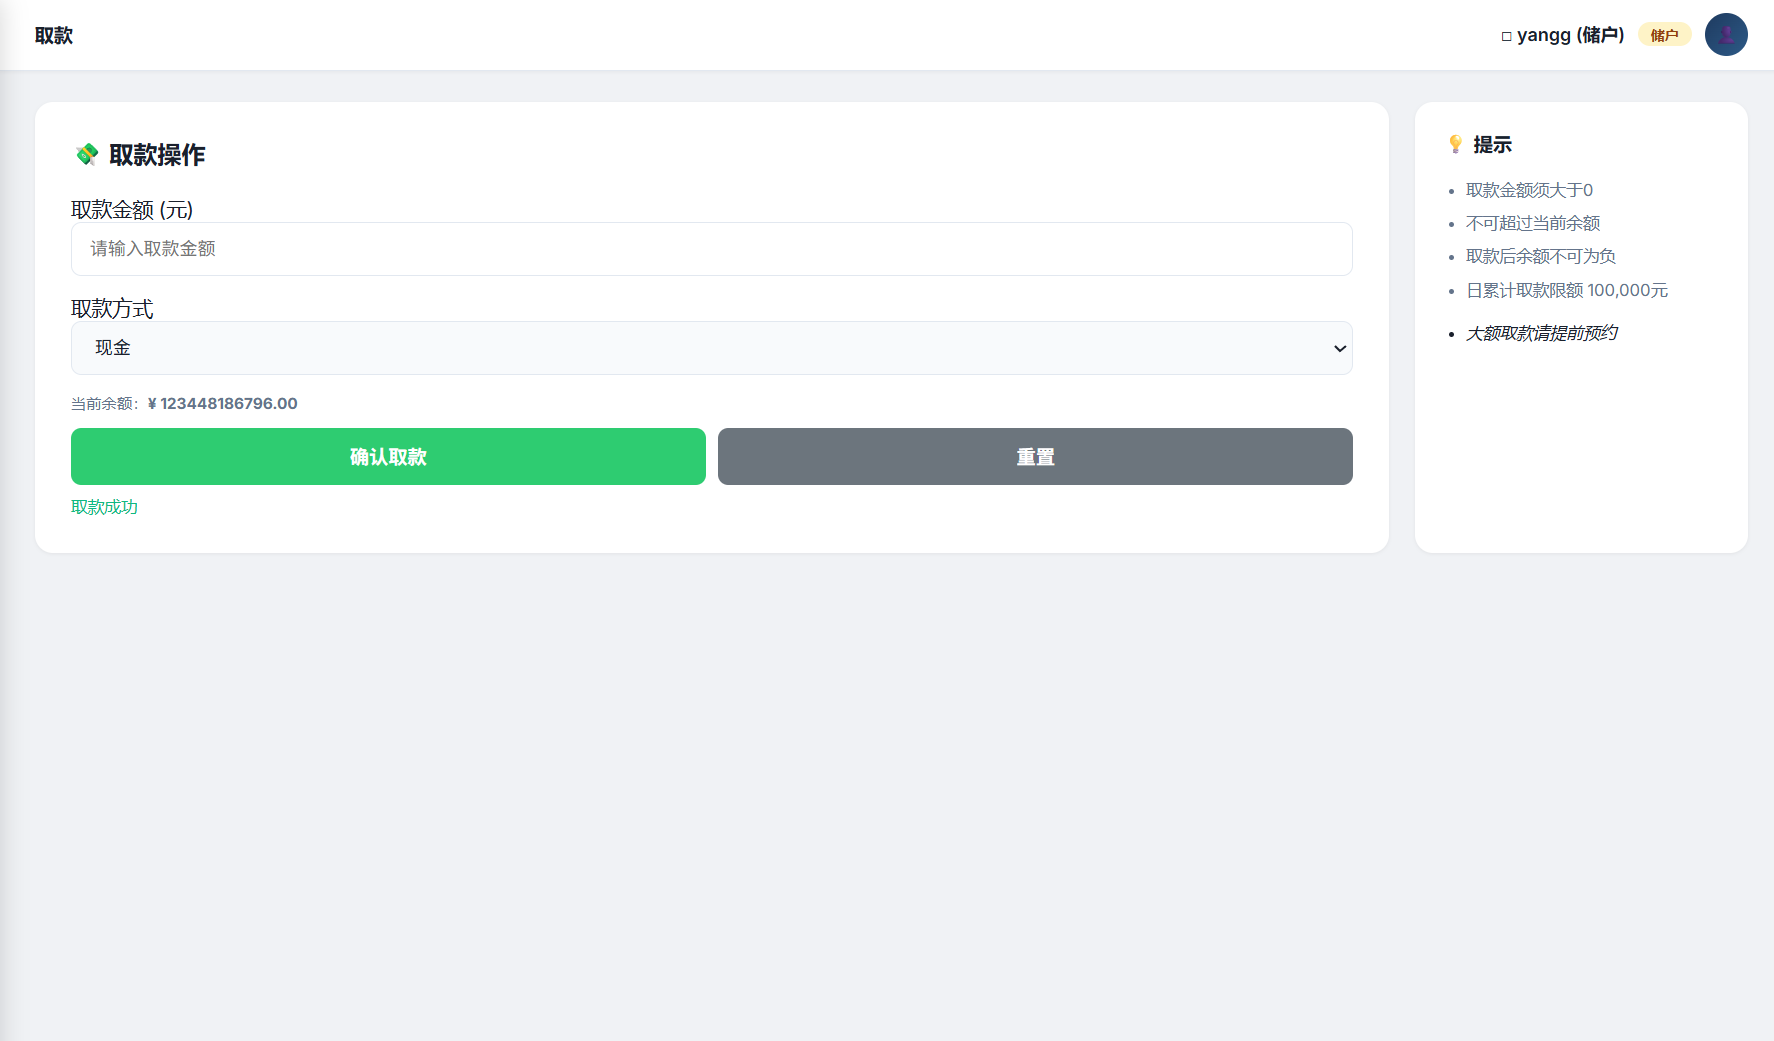 取款
yangg (储户)
储户
取款操作
取款金额 (元)
请输入取款金额
取款方式
现金
当前余额：¥ 123448186796.00
确认取款
重置
取款成功
提示
取款金额须大于0
不可超过当前余额
取款后余额不可为负
日累计取款限额 100,000元
大额取款请提前预约